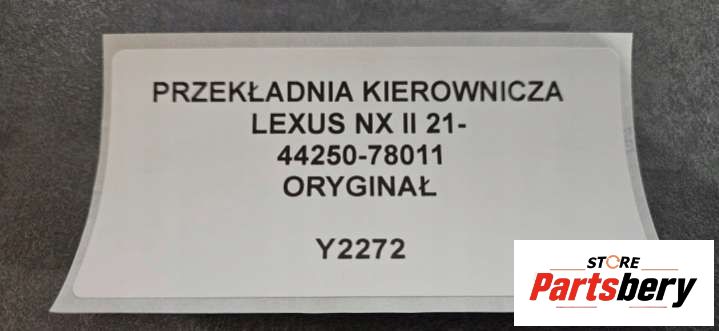 PRZEKŁADNIA KIEROWNICZA
LEXUS NX II 21-
44250-78011
ORYGINAŁ
Y2272
STORE
Partsbery